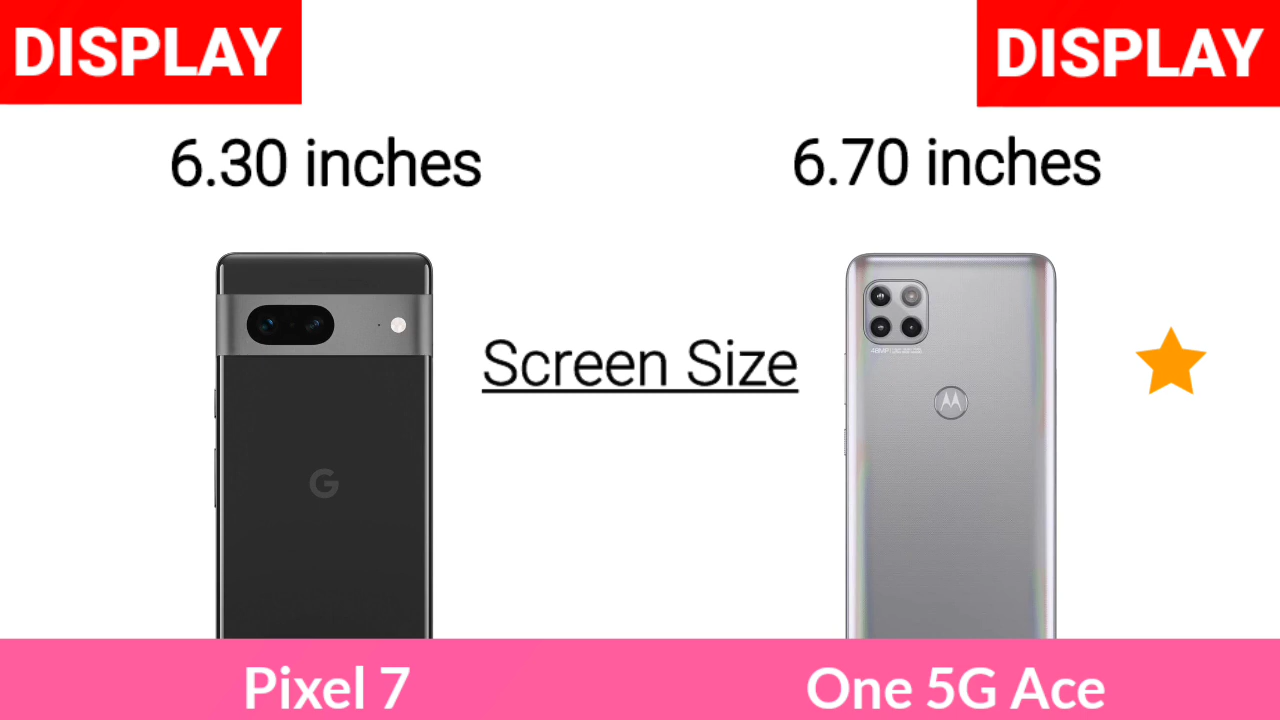 DISPLAY
DISPLAY
6.30 inches
6.70 inches
Screen Size
G
Pixel 7
One 5G Ace